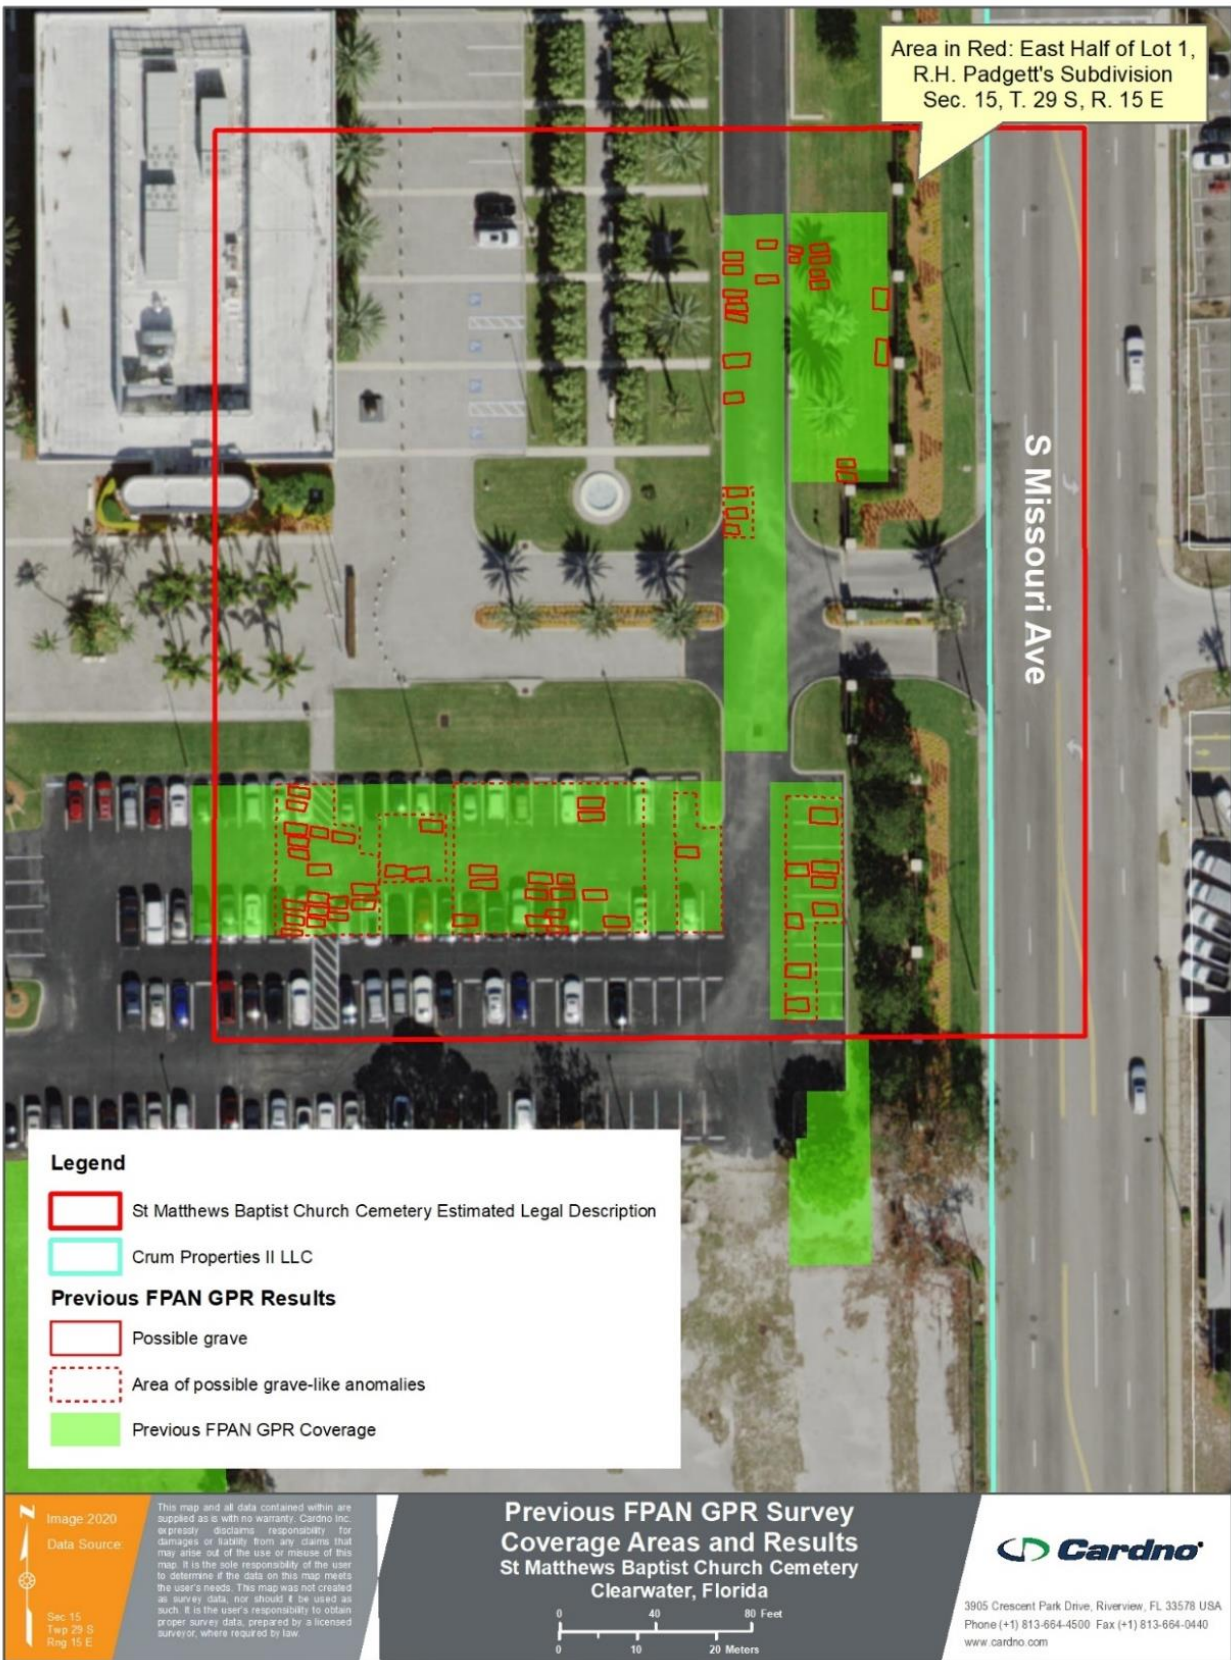 Area in Red: East Half of Lot 1,
R.H. Padgett's Subdivision
Sec. 15, T. 29 S, R. 15 E
S Missouri Ave
Legend
St Matthews Baptist Church Cemetery Estimated Legal Description
Crum Properties II LLC
Previous FPAN GPR Results
Possible grave
Area of possible grave-like anomalies
Previous FPAN GPR Coverage
N
Image:2020
Data Source:
Sec 15
Twp 29 S
Rng 15 E
This map and all data contained within are
supplied as is with no warranty. Cardno Inc.
expressly disclaims responsibility for
damages or liability from any claims that
may arise out of the use or misuse of this
map. It is the sole responsibility of the user
to determine if the data on this map meets
the user's needs. This map was not created
as survey data, nor should it be used as
such. It is the user's responsibility to obtain
proper survey data, prepared by a licensed
surveyor, where required by law.
Previous FPAN GPR Survey
Coverage Areas and Results
St Matthews Baptist Church Cemetery
Clearwater, Florida
0 40 80 Feet
0 10 20 Meters
Cardno
3905 Crescent Park Drive, Riverview, FL 33578 USA
Phone (+1) 813-664-4500 Fax (+1) 813-664-0440
www.cardno.com